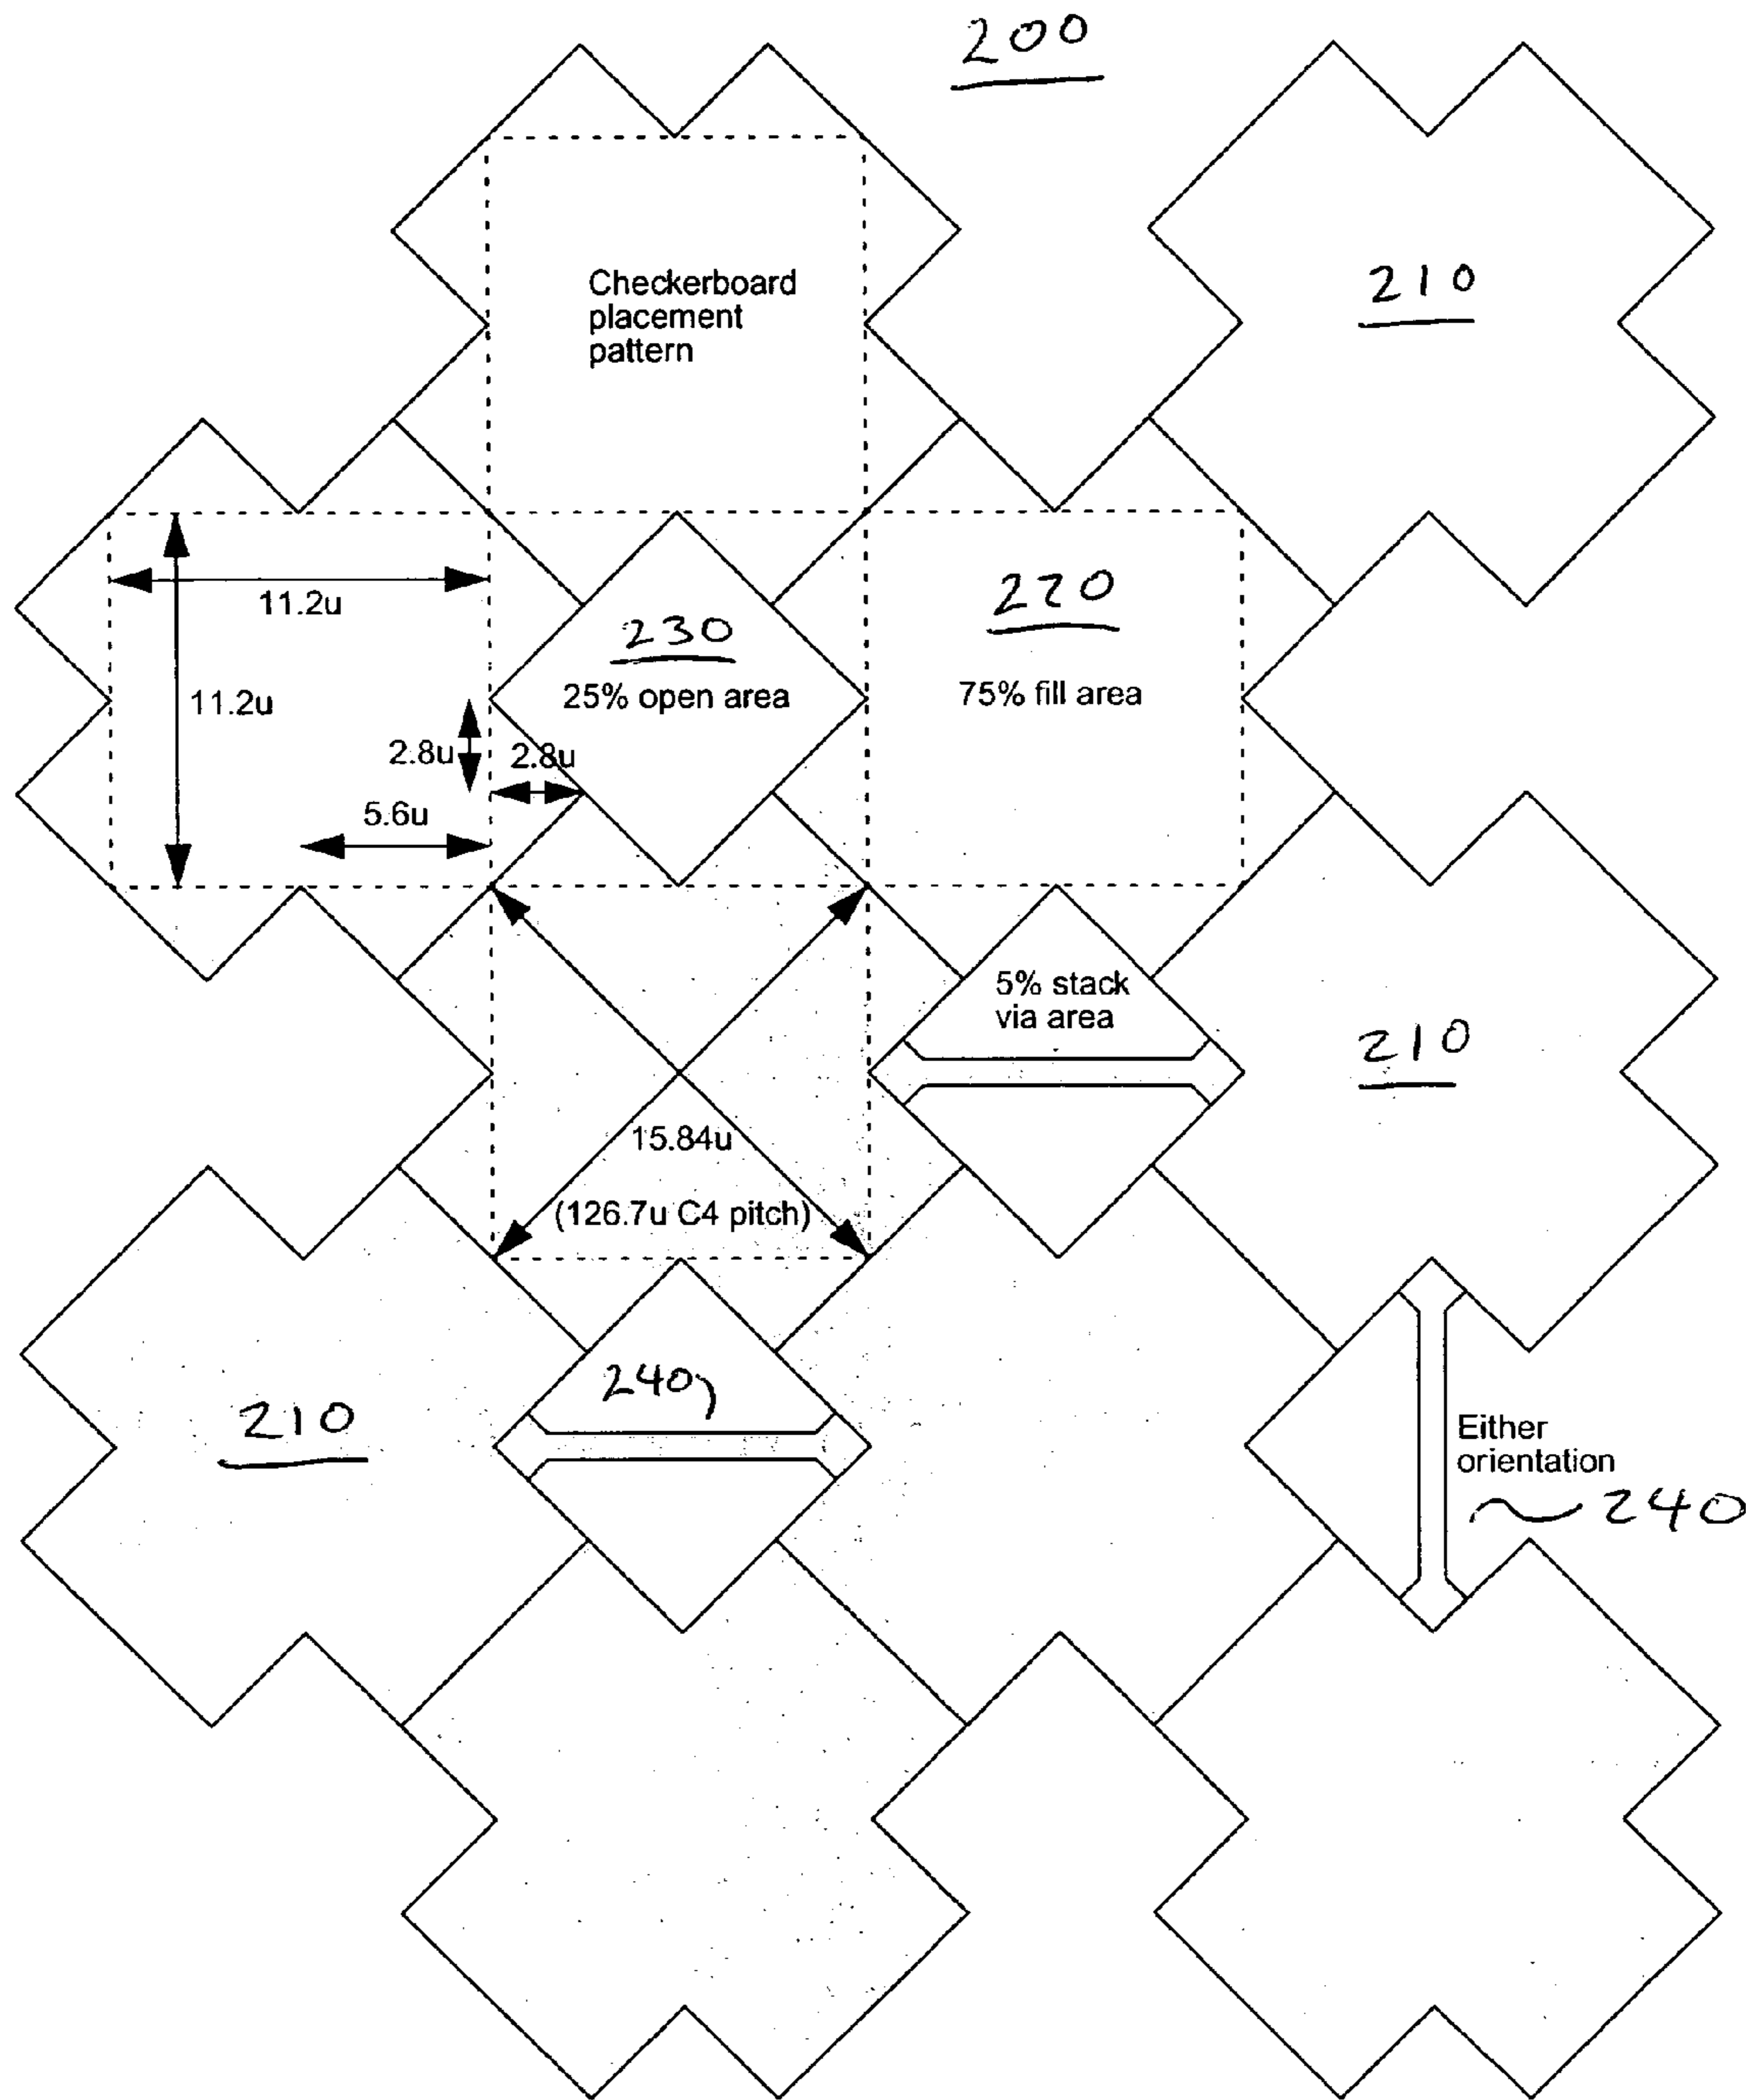 200
210
Checkerboard
placement
pattern
220
11.2u
230
25% open area
75% fill area
11.2u
2.8u
2.8u
5.6u
5% stack
via area
210
15.84u
(126.7u C4 pitch)
240
210
Either
orientation
240